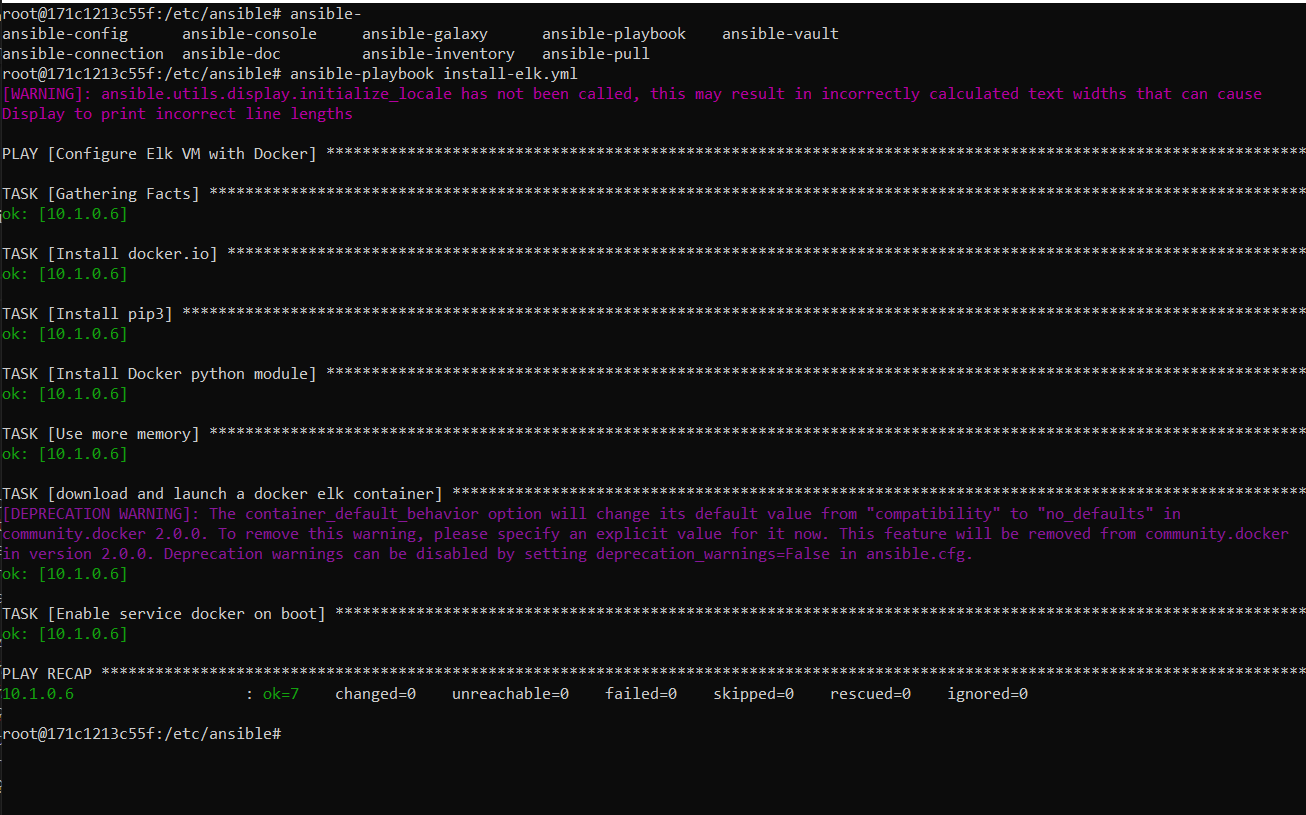 root@171c1213c55f:/etc/ansible# ansible-
ansible-config      ansible-console     ansible-galaxy      ansible-playbook    ansible-vault
ansible-connection  ansible-doc         ansible-inventory   ansible-pull
root@171c1213c55f:/etc/ansible# ansible-playbook install-elk.yml
[WARNING]: ansible.utils.display.initialize_locale has not been called, this may result in incorrectly calculated text widths that can cause
Display to print incorrect line lengths
PLAY [Configure Elk VM with Docker] *************************************************************************************************************
TASK [Gathering Facts] **************************************************************************************************************************
ok: [10.1.0.6]
TASK [Install docker.io] ************************************************************************************************************************
ok: [10.1.0.6]
TASK [Install pip3] *****************************************************************************************************************************
ok: [10.1.0.6]
TASK [Install Docker python module] *************************************************************************************************************
ok: [10.1.0.6]
TASK [Use more memory] **************************************************************************************************************************
ok: [10.1.0.6]
TASK [download and launch a docker elk container] ***********************************************************************************************
[DEPRECATION WARNING]: The container_default_behavior option will change its default value from "compatibility" to "no_defaults" in
community.docker 2.0.0. To remove this warning, please specify an explicit value for it now. This feature will be removed from community.docker
in version 2.0.0. Deprecation warnings can be disabled by setting deprecation_warnings=False in ansible.cfg.
ok: [10.1.0.6]
TASK [Enable service docker on boot] ************************************************************************************************************
ok: [10.1.0.6]
PLAY RECAP **************************************************************************************************************************************
10.1.0.6                   : ok=7    changed=0    unreachable=0    failed=0    skipped=0    rescued=0    ignored=0
root@171c1213c55f:/etc/ansible#